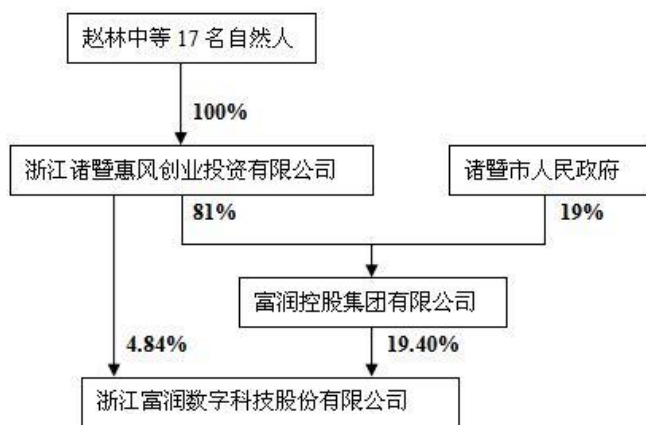 赵林中等 17 名自然人
100%
浙江诸暨惠风创业投资有限公司
诸暨市人民政府
81%
19%
富润控股集团有限公司
4.84%
19.40%
浙江富润数字科技股份有限公司